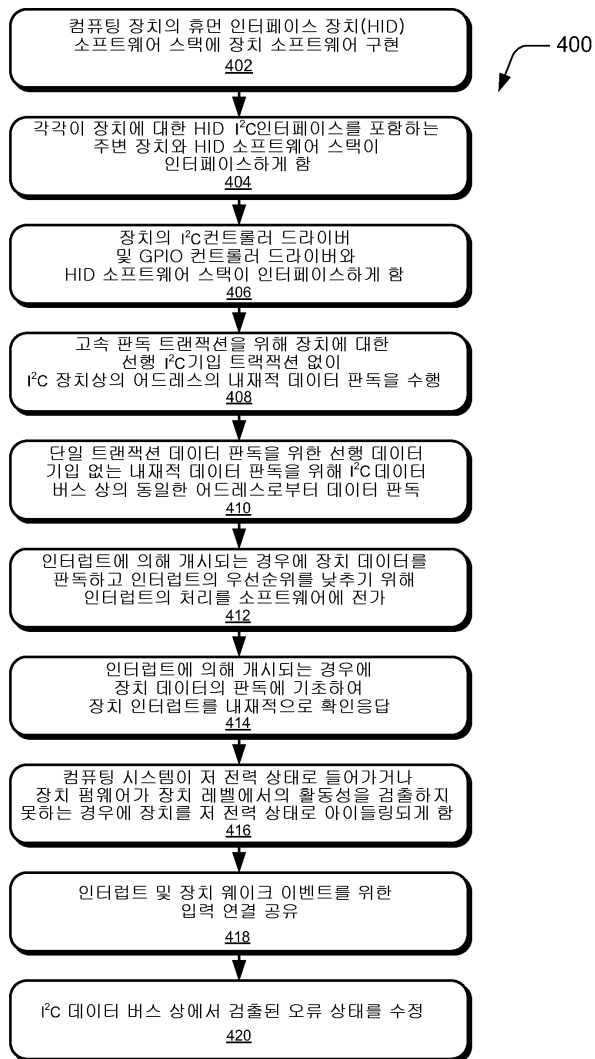 컴퓨팅 장치의 휴먼 인터페이스 장치(HID)
소프트웨어 스택에 장치 소프트웨어 구현
402
400
각각이 장치에 대한 HID I²C인터페이스를 포함하는
주변 장치와 HID 소프트웨어 스택이
인터페이스하게 함
404
장치의 I²C컨트롤러 드라이버
및 GPIO 컨트롤러 드라이버와
HID 소프트웨어 스택이 인터페이스하게 함
406
고속 판독 트랜잭션을 위해 장치에 대한
선행 I²C기입 트랙잭션 없이
I²C 장치상의 어드레스의 내재적 데이터 판독을 수행
408
단일 트랜잭션 데이터 판독을 위한 선행 데이터
기입 없는 내재적 데이터 판독을 위해 I²C데이터
버스 상의 동일한 어드레스로부터 데이터 판독
410
인터럽트에 의해 개시되는 경우에 장치 데이터를
판독하고 인터럽트의 우선순위를 낮추기 위해
인터럽트의 처리를 소프트웨어에 전가
412
인터럽트에 의해 개시되는 경우에
장치 데이터의 판독에 기초하여
장치 인터럽트를 내재적으로 확인응답
414
컴퓨팅 시스템이 저 전력 상태로 들어가거나
장치 펌웨어가 장치 레벨에서의 활동성을 검출하지
못하는 경우에 장치를 저 전력 상태로 아이들링되게 함
416
인터럽트 및 장치 웨이크 이벤트를 위한
입력 연결 공유
418
I²C 데이터 버스 상에서 검출된 오류 상태를 수정
420